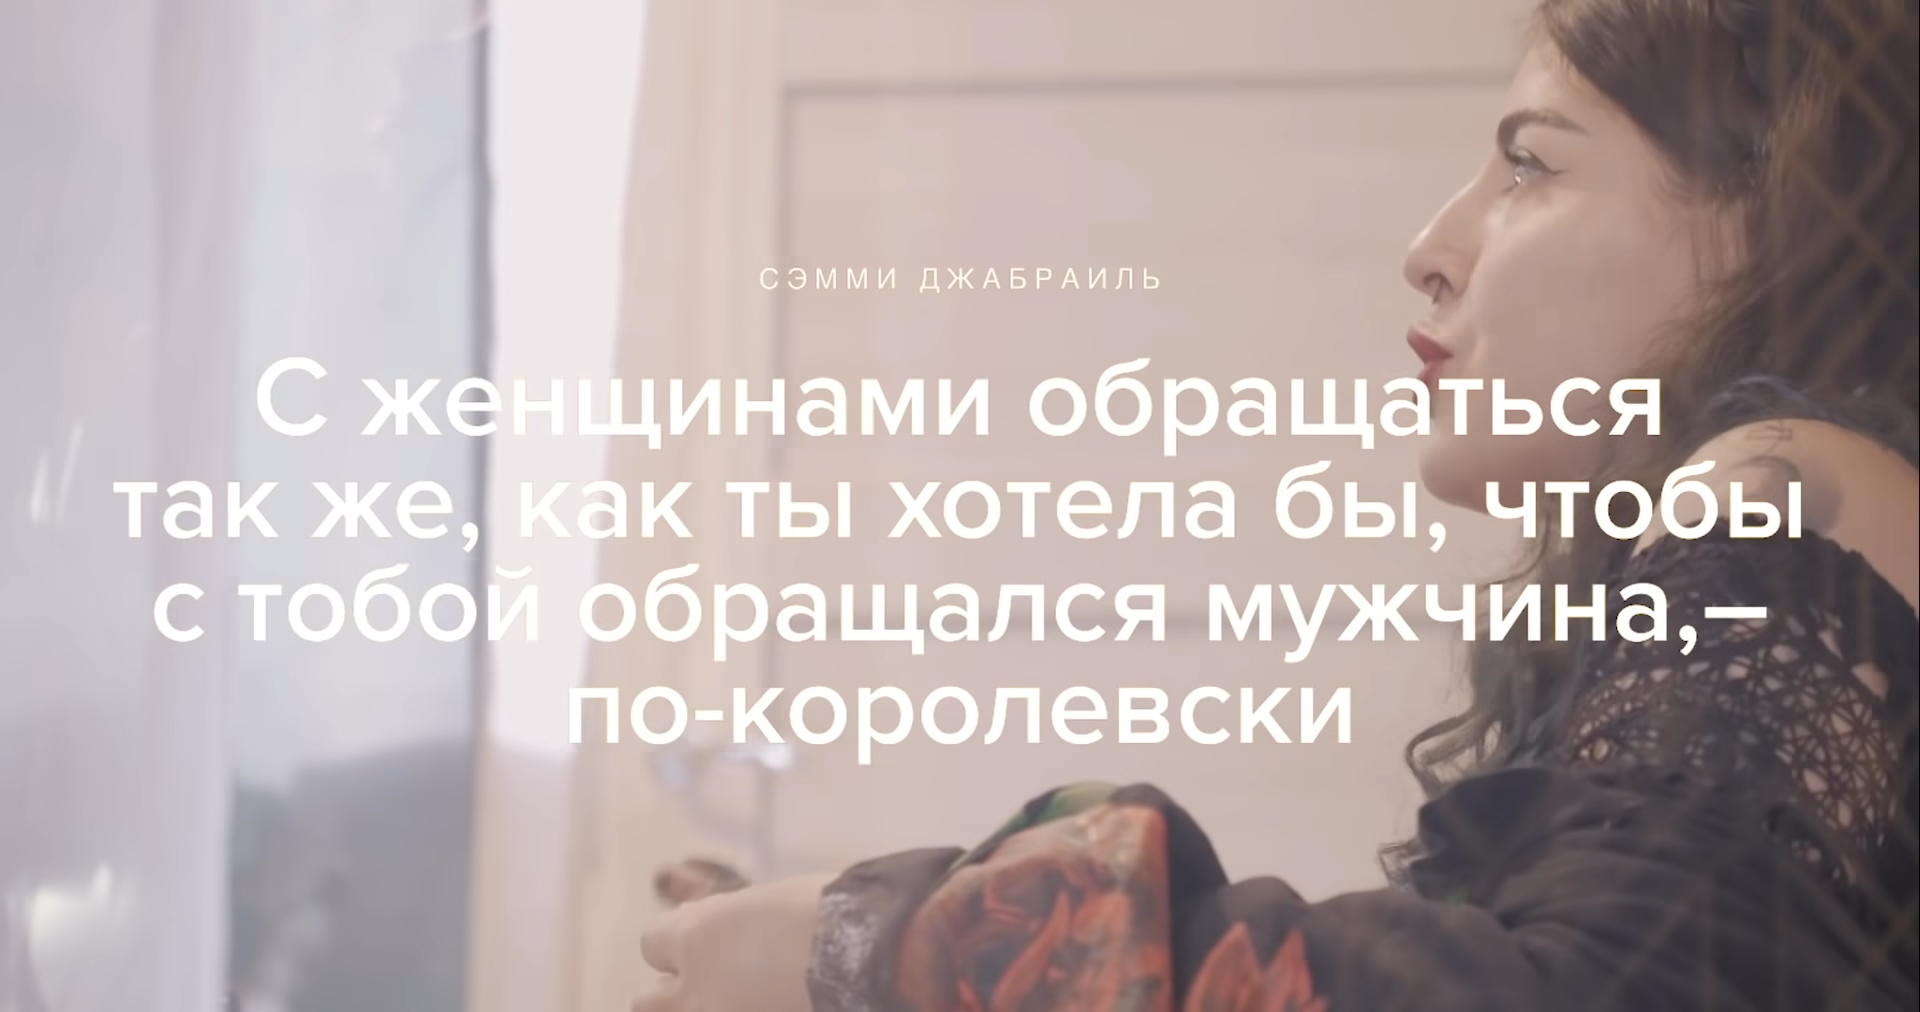 СЭММИ ДЖАБРАИЛЬ
С женщинами обращаться
так же, как ты хотела бы, чтобы
с тобой обращался мужчина,–
по-королевски